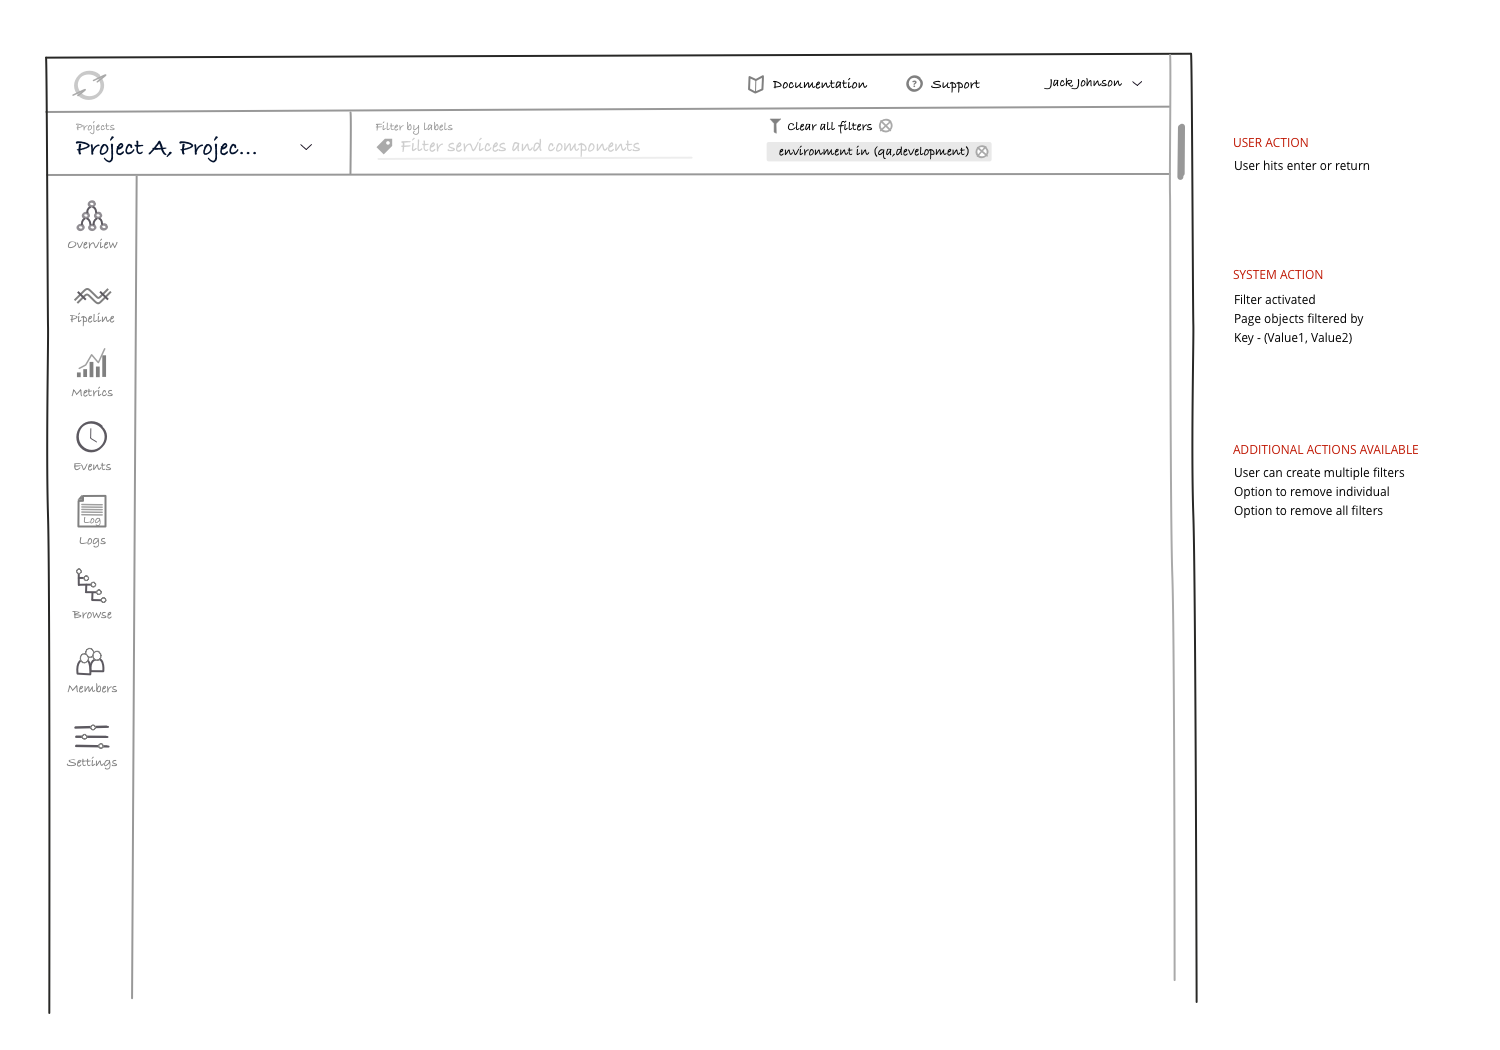 Documentation
Support
Jack Johnson
Projects
Project A, Projec...
Filter by labels
Filter services and components
Clear all filters
environment in (qa,development)
Overview
Pipeline
Metrics
Events
Log
Logs
Browse
Members
Settings
USER ACTION
User hits enter or return
SYSTEM ACTION
Filter activated
Page objects filtered by
Key - (Value1, Value2)
ADDITIONAL ACTIONS AVAILABLE
User can create multiple filters
Option to remove individual
Option to remove all filters